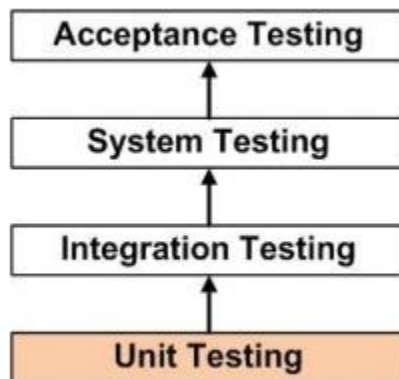 Acceptance Testing
System Testing
Integration Testing
Unit Testing